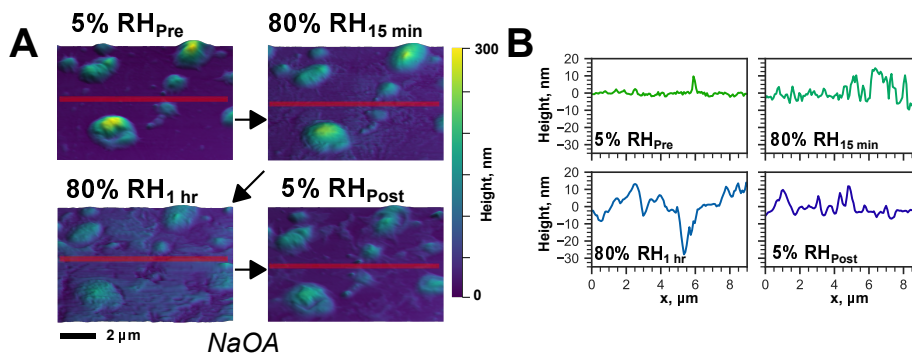 A
5% RHPre
80% RH15 min
300
Height, nm
0
80% RH1 hr
5% RHPost
2 µm
NaOA
B
Height, nm
20
10
0
−10
−20
−30
5% RHPre
80% RH15 min
Height, nm
20
10
0
−10
−20
−30
80% RH1 hr
5% RHPost
0 2 4 6 8
0 2 4 6 8
x, µm
x, µm